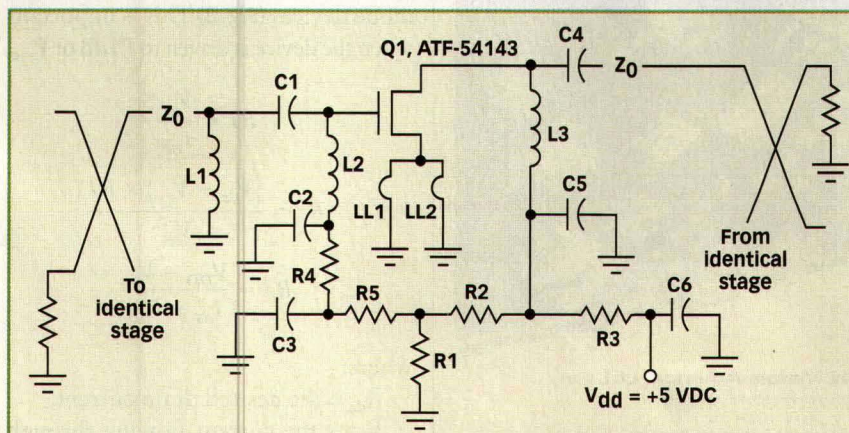 Q1, ATF-54143
C4
C1
Z0
Z0
L3
L1
L2
C2
LL1
LL2
C5
R4
To
identical
stage
From
identical
stage
R5
R2
R3
C6
C3
R1
Vdd = +5 VDC